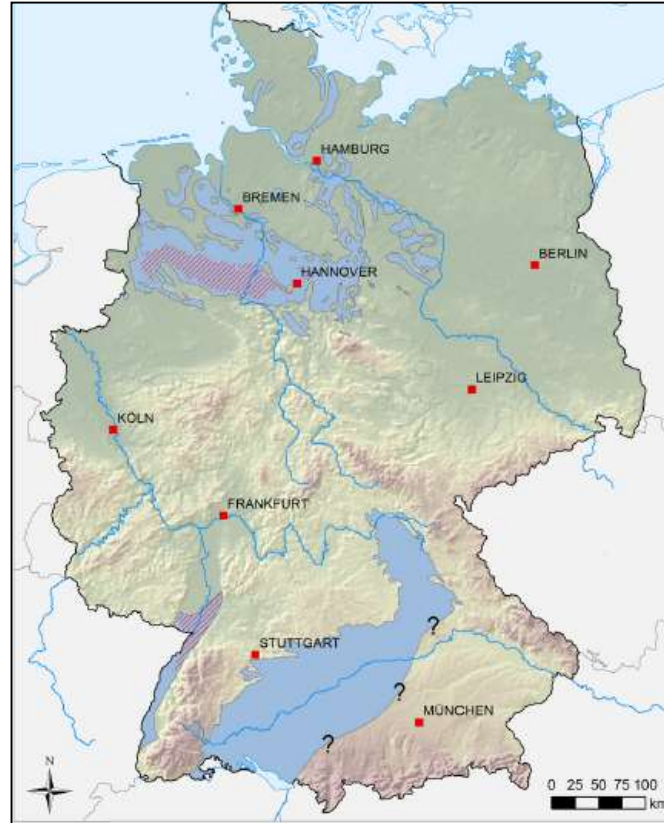 HAMBURG
BREMEN
BERLIN
HANNOVER
LEIPZIG
KÖLN
FRANKFURT
?
STUTTGART
?
MÜNCHEN
?
N
0 25 50 75 100
km